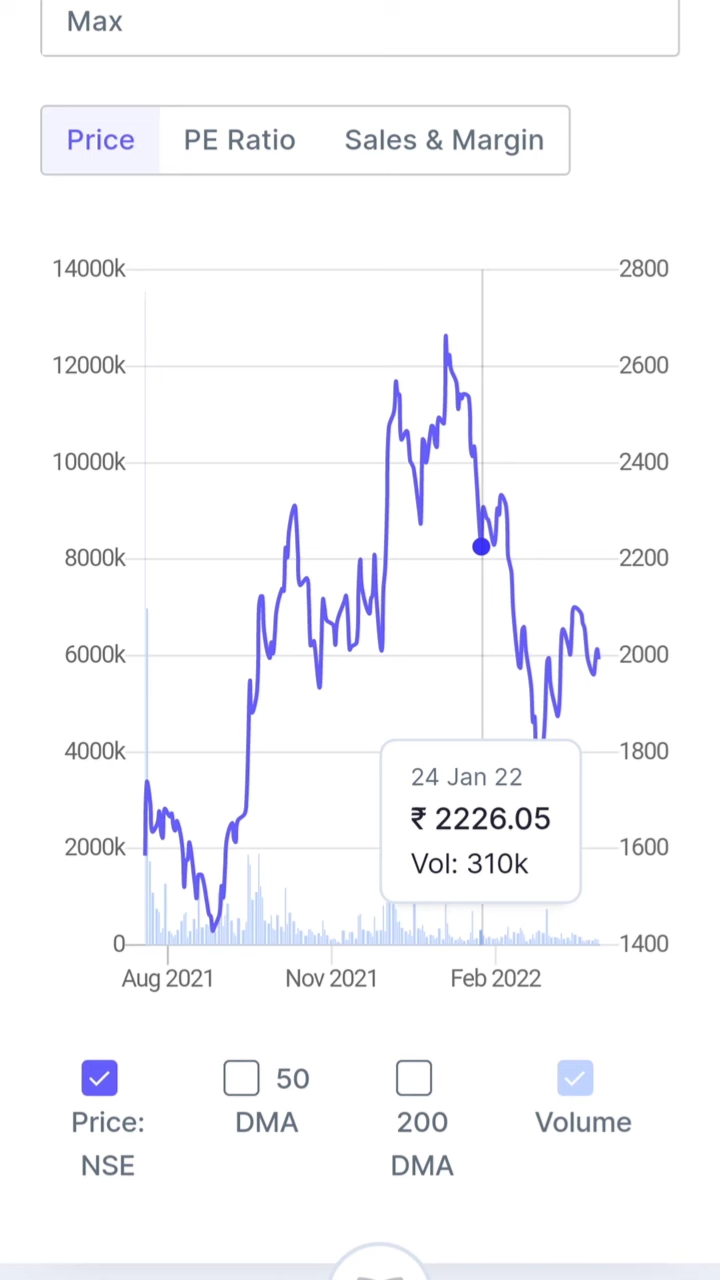 Max
Price PE Ratio Sales & Margin
14000k 2800
12000k 2600
10000k 2400
8000k 2200
6000k 2000
4000k 1800
24 Jan 22
₹ 2226.05
2000k 1600
Vol: 310k
0 1400
Aug 2021 Nov 2021 Feb 2022
Price: NSE
50 DMA
200 DMA
Volume